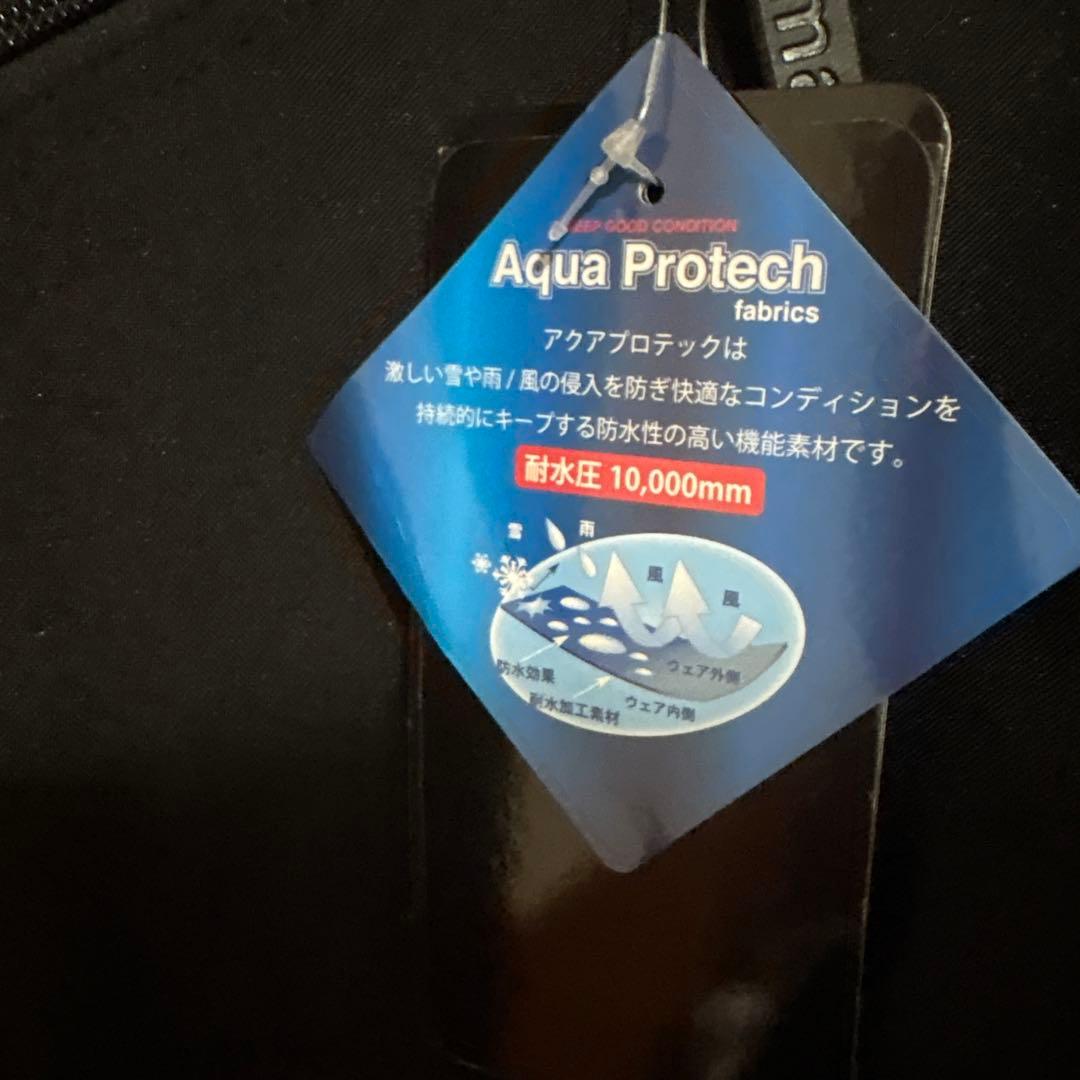 EEP GOOD CONDITION
Aqua Protech
fabrics
アクアプロテックは
激しい雪や雨 / 風の侵入を防ぎ快適なコンディションを
持続的にキープする防水性の高い機能素材です。
耐水圧 10,000mm
雪 雨
風
風
防水効果
ウェア外側
耐水加工素材
ウェア内側